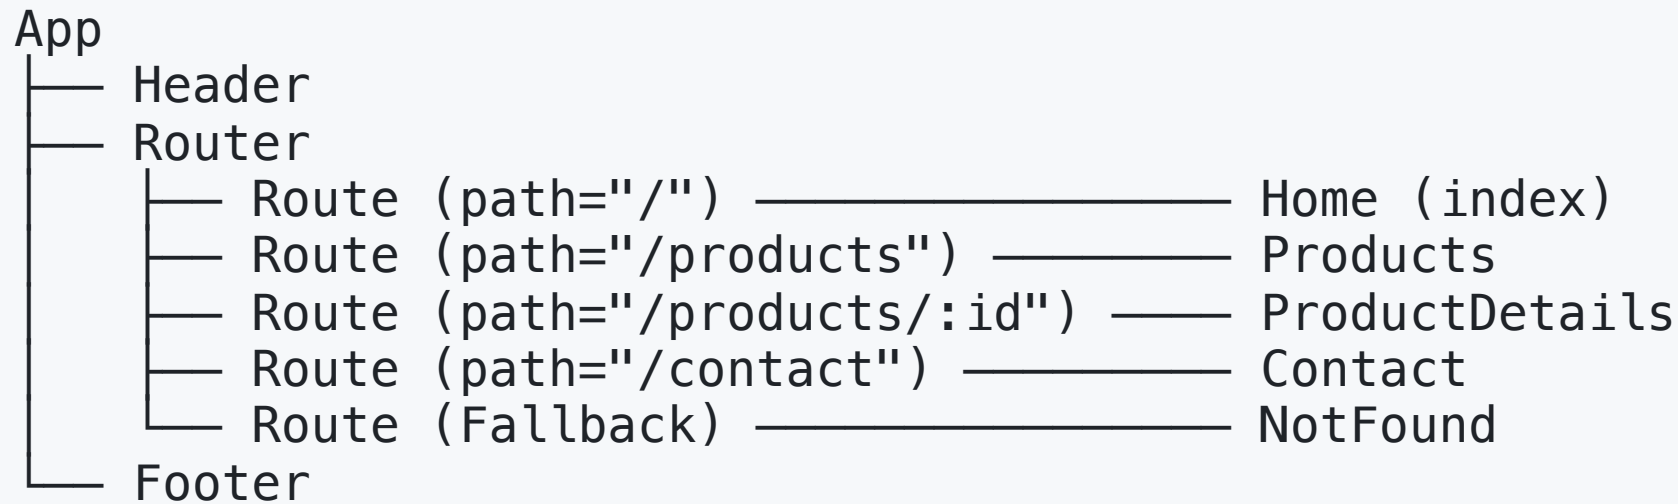 App
├── Header
├── Router
│   ├── Route (path="/") ──────────────── Home (index)
│   ├── Route (path="/products") ──────── Products
│   ├── Route (path="/products/:id") ──── ProductDetails
│   ├── Route (path="/contact") ───────── Contact
│   └── Route (Fallback) ──────────────── NotFound
└── Footer